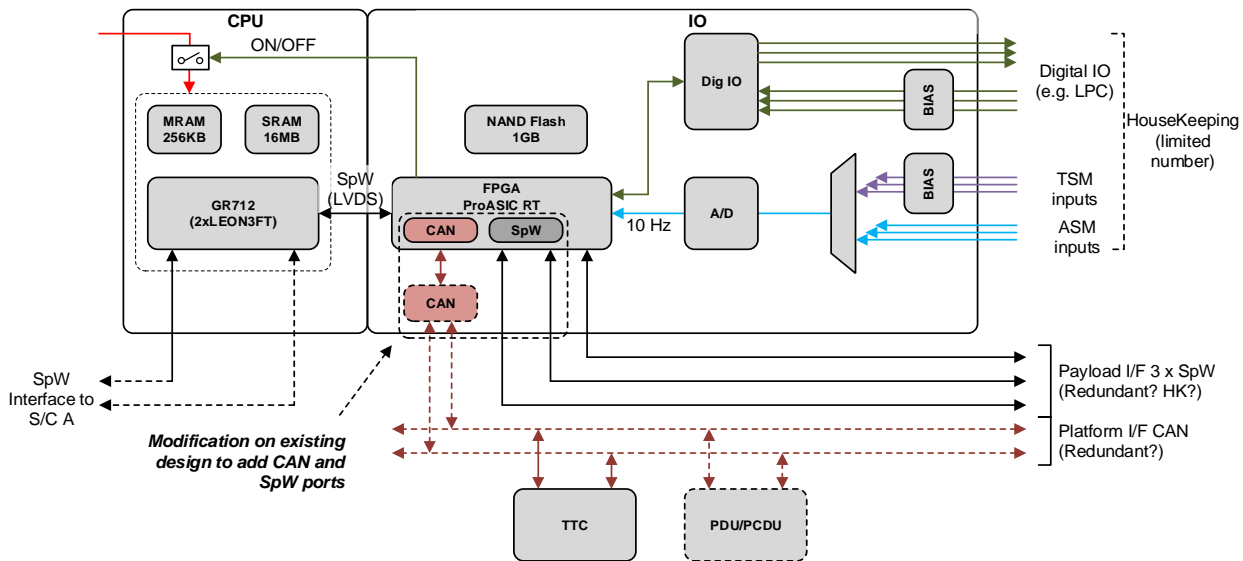 CPU
IO
ON/OFF
MRAM
256KB
SRAM
16MB
GR712
(2xLEON3FT)
SpW
(LVDS)
NAND Flash
1GB
FPGA
ProASIC RT
CAN
SpW
CAN
10 Hz
Dig IO
A/D
BIAS
BIAS
Digital IO
(e.g. LPC)
HouseKeeping
(limited
number)
TSM
inputs
ASM
inputs
SpW
Interface to
S/C A
Modification on existing
design to add CAN and
SpW ports
Payload I/F 3 x SpW
(Redundant? HK?)
Platform I/F CAN
(Redundant?)
TTC
PDU/PCDU